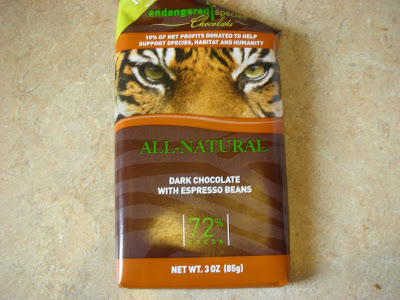 endangered species
Chocolate
10% OF NET PROFITS DONATED TO HELP
SUPPORT SPECIES, HABITAT AND HUMANITY
ALL-NATURAL
DARK CHOCOLATE
WITH ESPRESSO BEANS
72%
COCOA
NET WT. 3 OZ (85g)